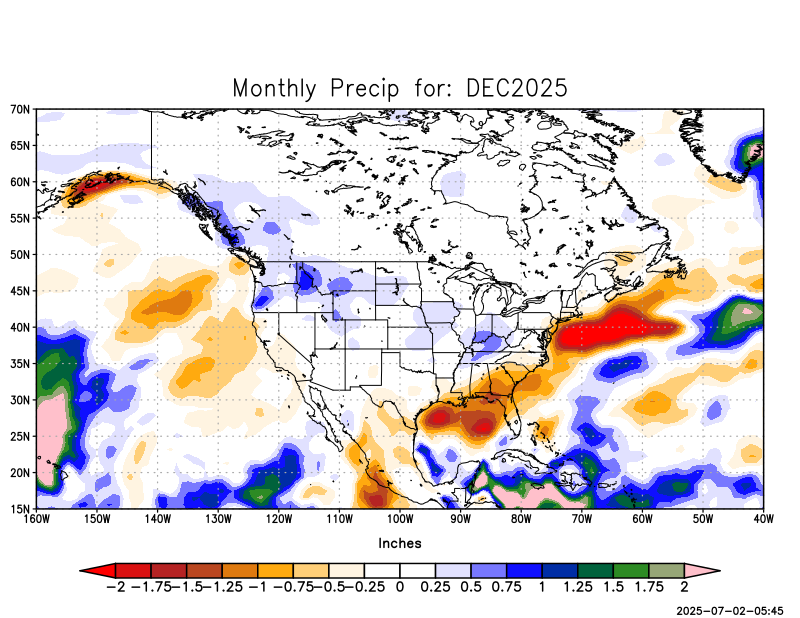 Monthly Precip for: DEC2025
70N
65N
60N
55N
50N
45N
40N
35N
30N
25N
20N
15N
160W 150W 140W 130W 120W 110W 100W 90W 80W 70W 60W 50W 40W
Inches
-2 -1.75 -1.5 -1.25 -1 -0.75 -0.5 -0.25 0 0.25 0.5 0.75 1 1.25 1.5 1.75 2
2025-07-02-05:45